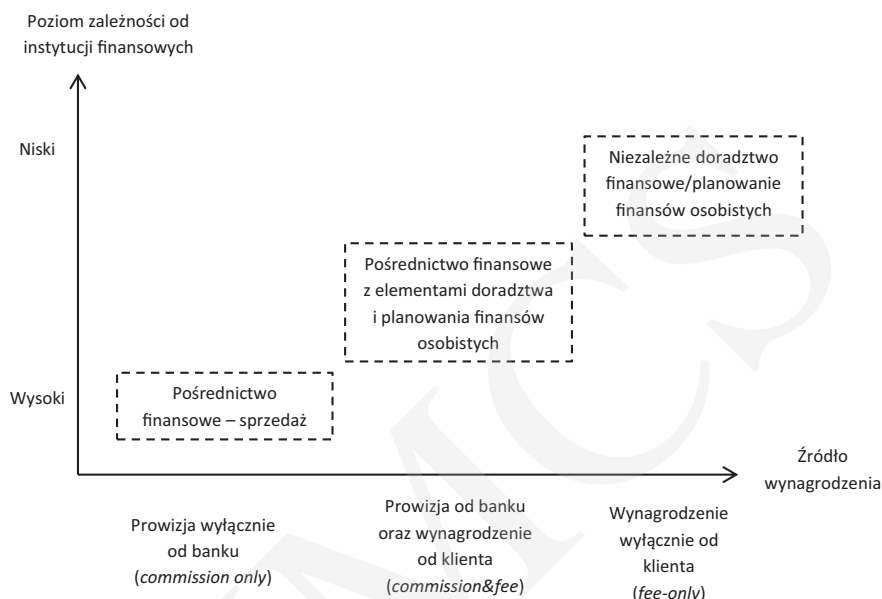 Poziom zależności od
instytucji finansowych
Niski
Niezależne doradztwo
finansowe/planowanie
finansów osobistych
Pośrednictwo finansowe
z elementami doradztwa
i planowania finansów
osobistych
Wysoki
Pośrednictwo
finansowe – sprzedaż
Źródło
wynagrodzenia
Prowizja wyłącznie
od banku
(commission only)
Prowizja od banku
oraz wynagrodzenie
od klienta
(commission&fee)
Wynagrodzenie
wyłącznie od
klienta
(fee-only)
MCS